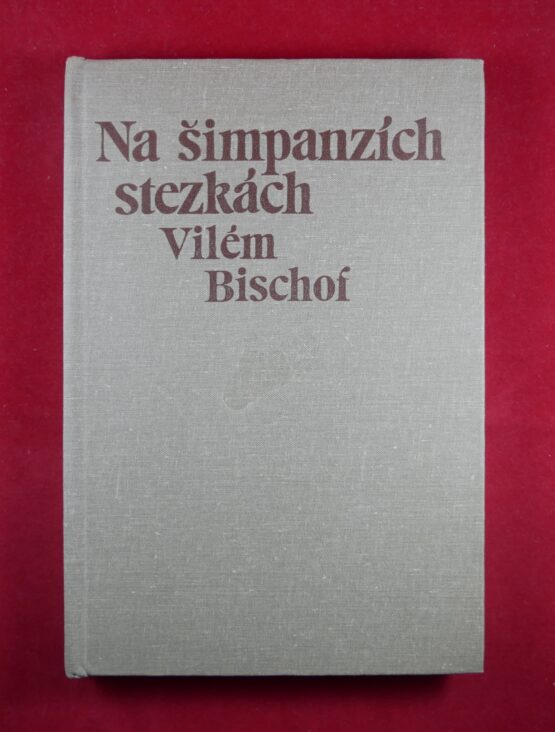 Na šimpanzích
stezkách
Vilém
Bischof